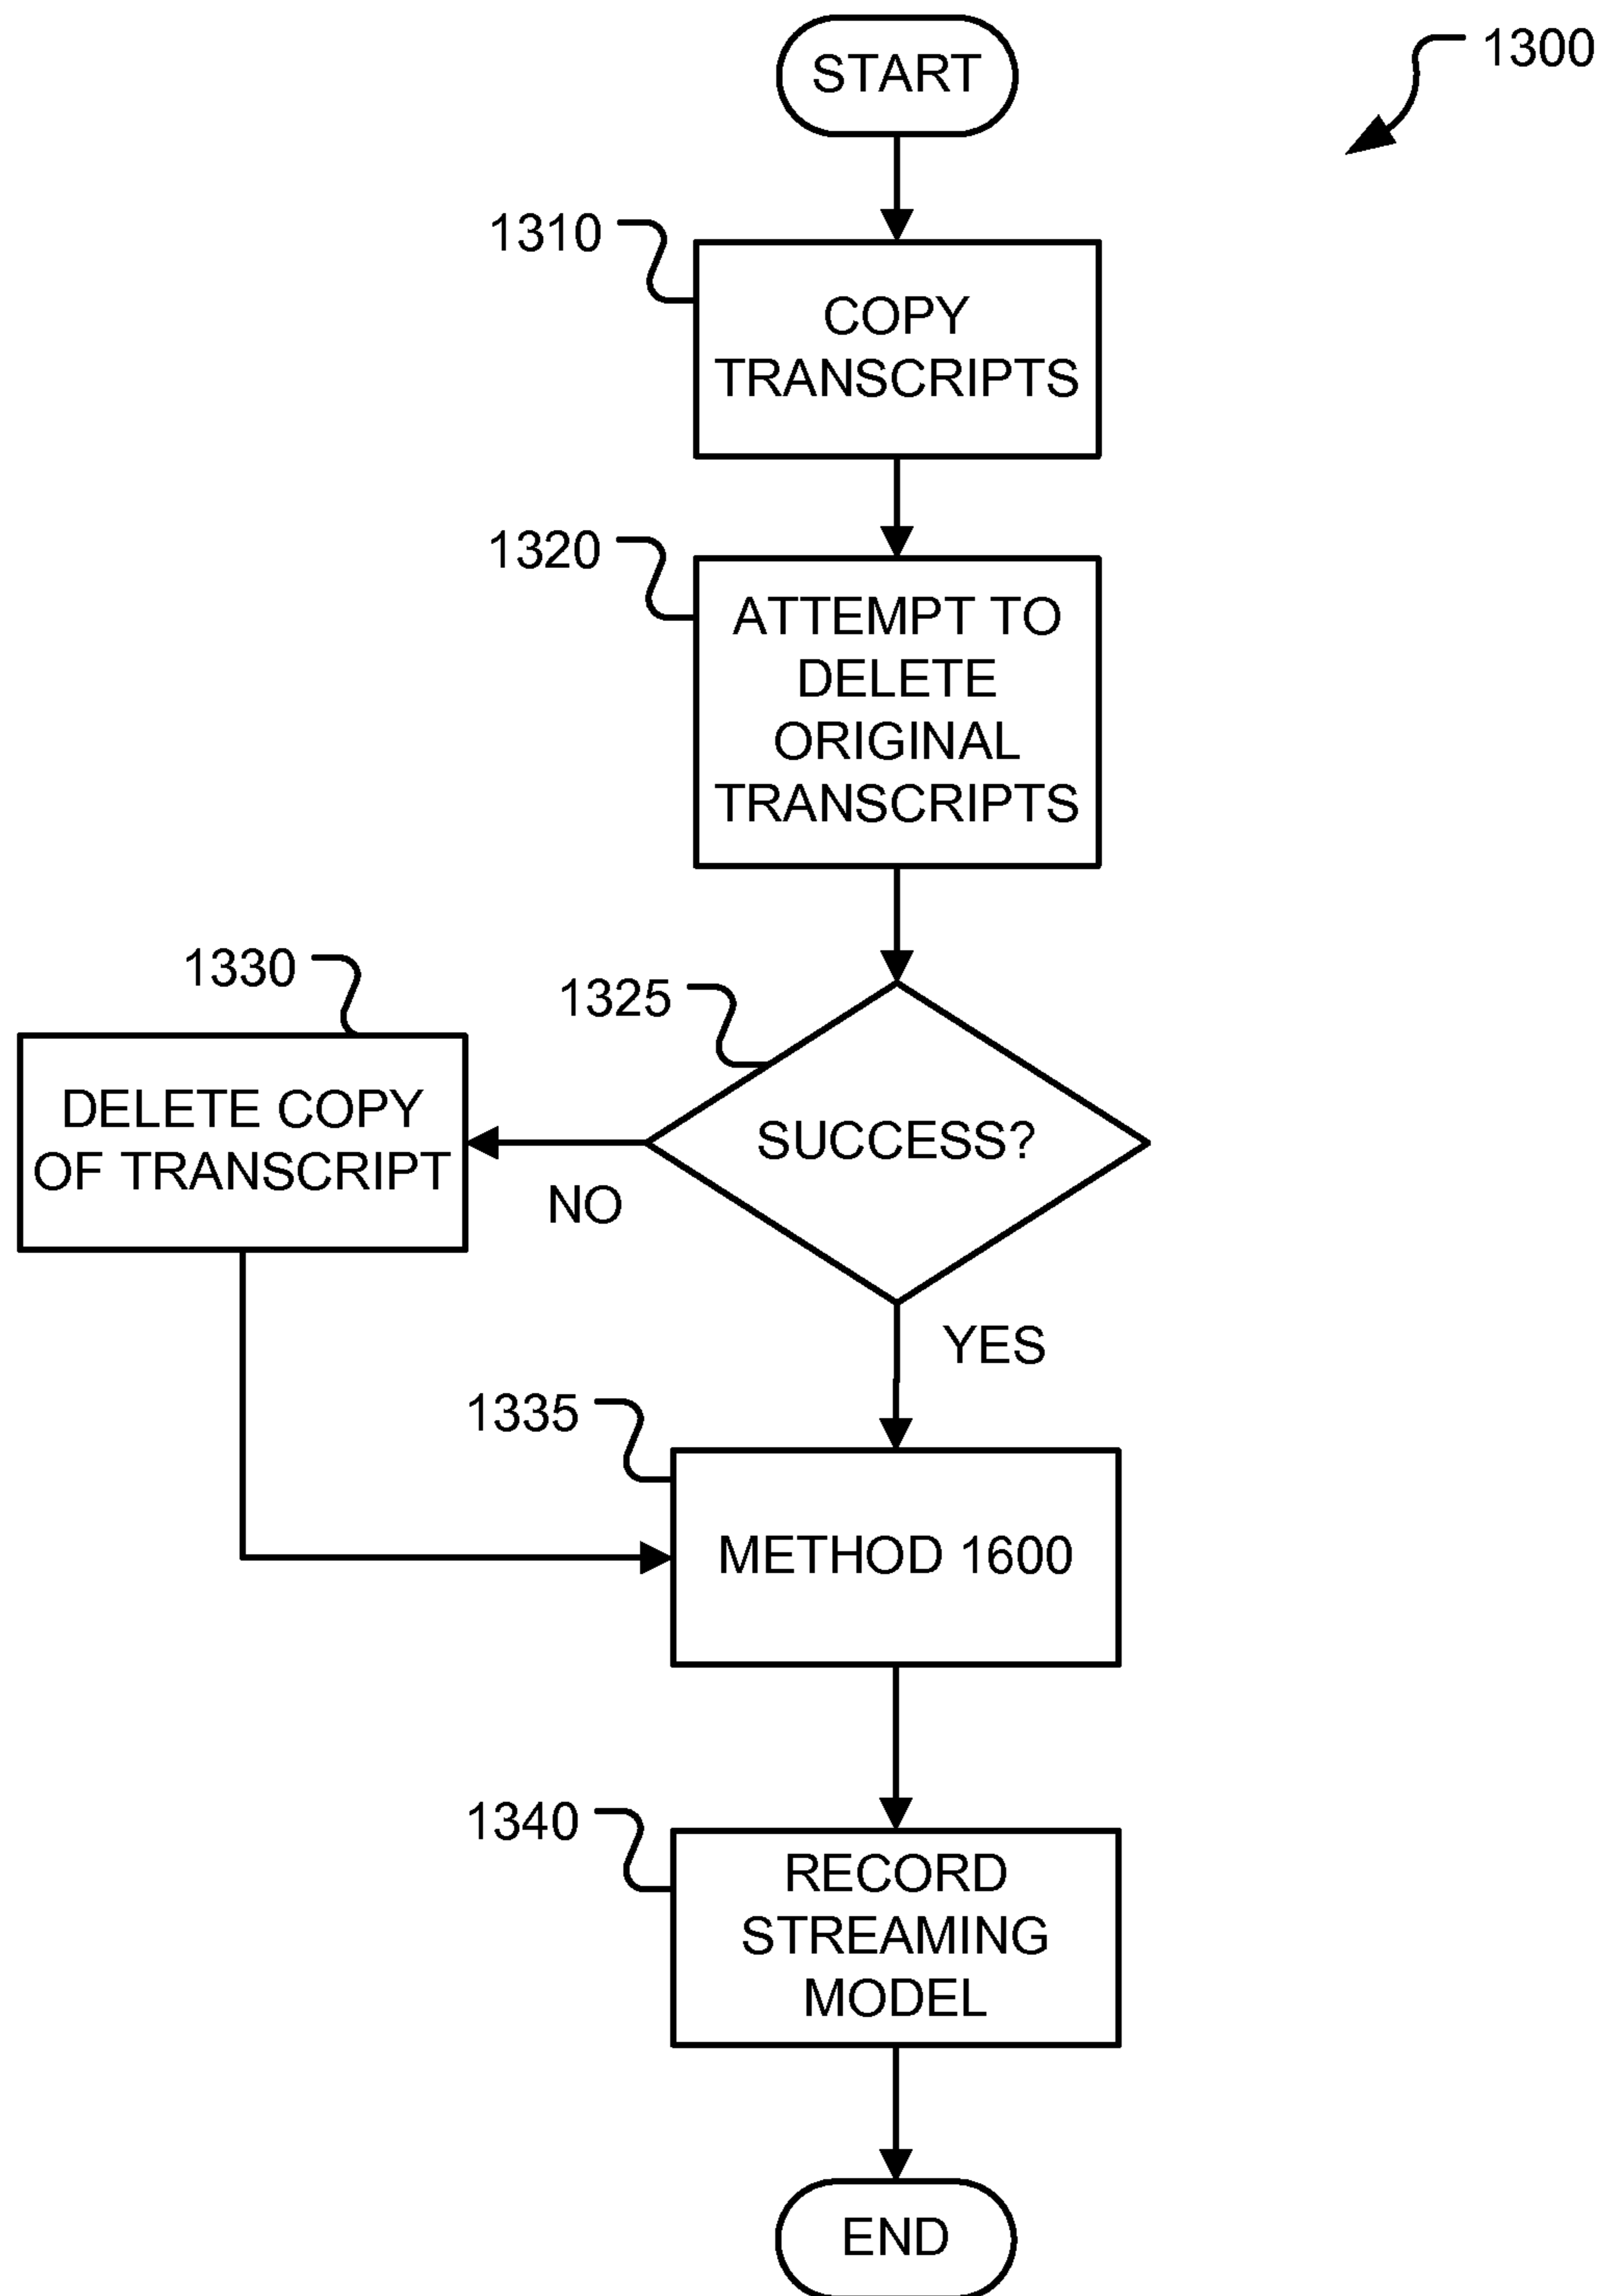 START
1300
1310
COPY
TRANSCRIPTS
1320
ATTEMPT TO
DELETE
ORIGINAL
TRANSCRIPTS
1330
1325
DELETE COPY
OF TRANSCRIPT
SUCCESS?
NO
YES
1335
METHOD 1600
1340
RECORD
STREAMING
MODEL
END